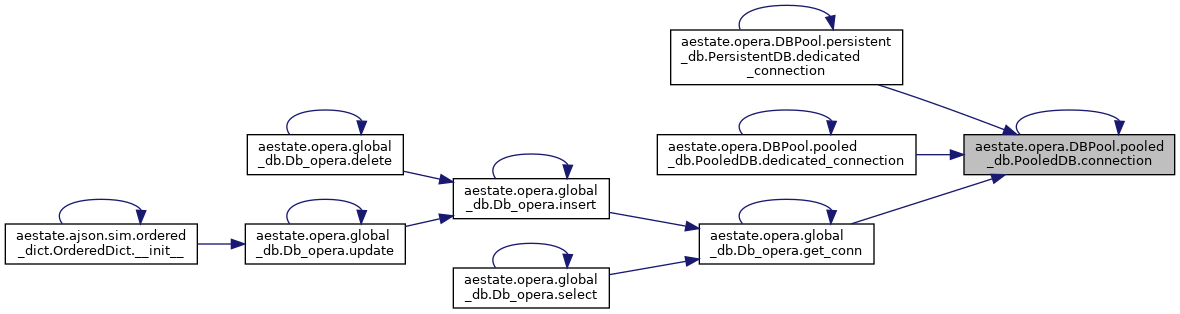 aestate.opera.DBPool.persistent
_db.PersistentDB.dedicated
_connection
aestate.opera.global
_db.Db_opera.delete
aestate.opera.DBPool.pooled
_db.PooledDB.dedicated_connection
aestate.opera.DBPool.pooled
_db.PooledDB.connection
aestate.opera.global
_db.Db_opera.insert
aestate.ajson.sim.ordered
_dict.OrderedDict.__init__
aestate.opera.global
_db.Db_opera.update
aestate.opera.global
_db.Db_opera.get_conn
aestate.opera.global
_db.Db_opera.select